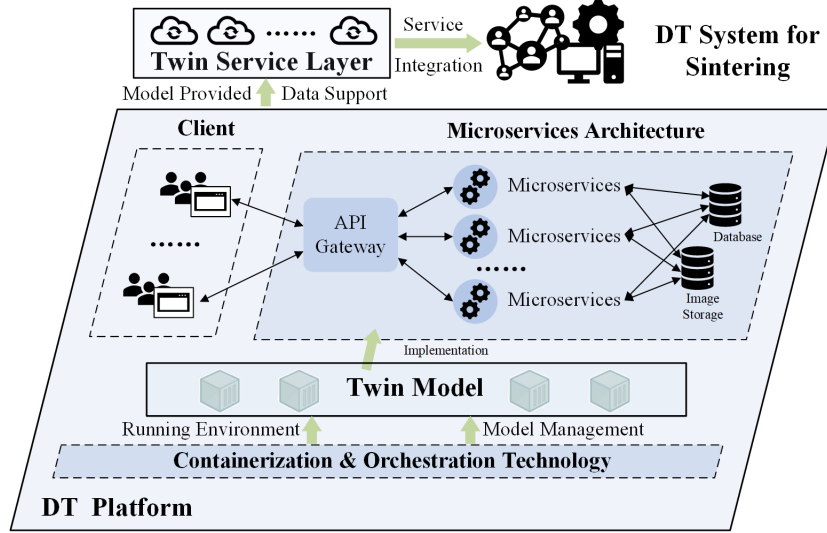 Twin Service Layer
Service
Integration
DT System for
Sintering
Model Provided
Data Support
Client
Microservices Architecture
API
Gateway
Microservices
Microservices
Microservices
Database
Image
Storage
Implementation
Twin Model
Running Environment
Model Management
Containerization & Orchestration Technology
DT Platform